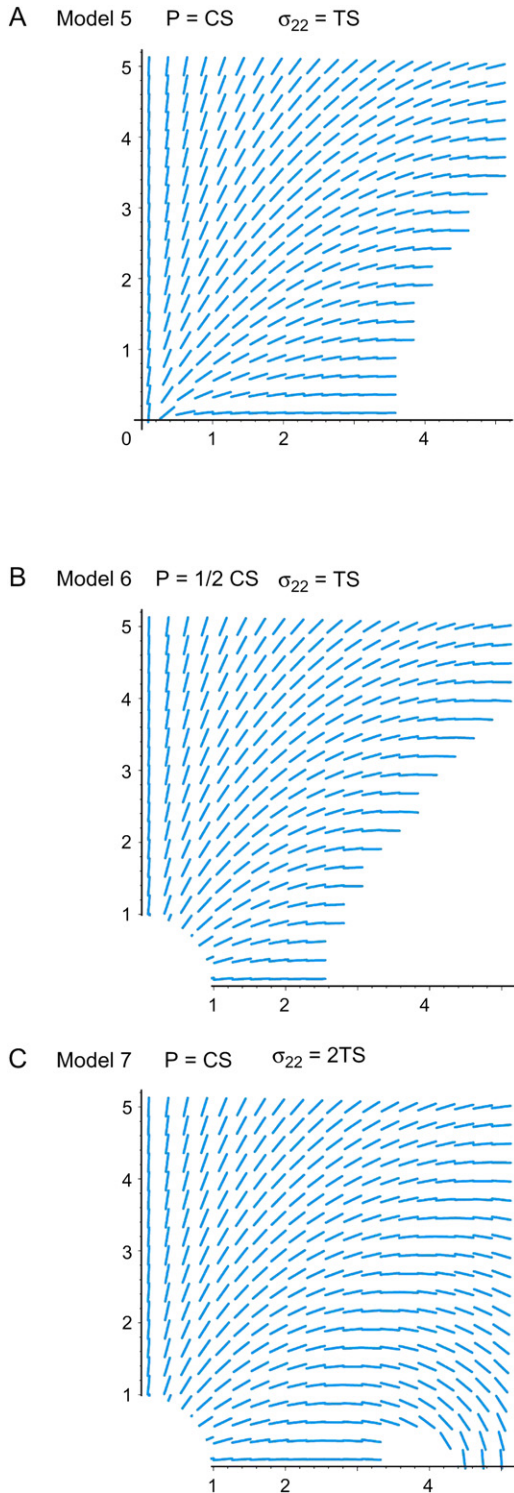 A Model 5 P = CS σ₂₂ = TS
5
4
3
2
1
0 1 2 4
B Model 6 P = 1/2 CS σ₂₂ = TS
5
4
3
2
1
1 2 4
C Model 7 P = CS σ₂₂ = 2TS
5
4
3
2
1
1 2 4